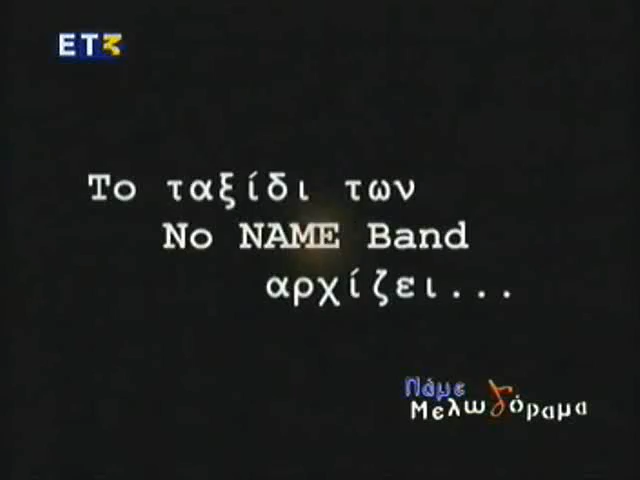 ΕΤ3
Το ταξίδι των
No NAME Band
αρχίζει...
Πάμε
Μελωδόραμα